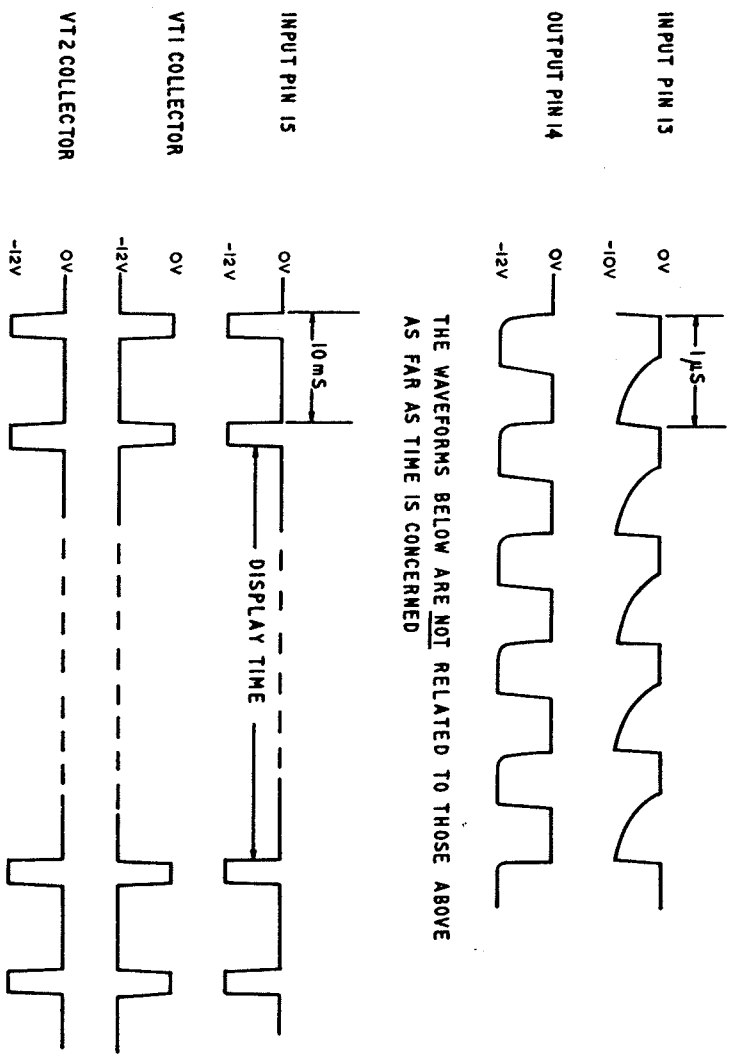 INPUT PIN 13
0V
-10V
1µS
OUTPUT PIN 14
0V
-12V
THE WAVEFORMS BELOW ARE NOT RELATED TO THOSE ABOVE
AS FAR AS TIME IS CONCERNED
INPUT PIN 15
0V
-12V
10mS
DISPLAY TIME
VT1 COLLECTOR
0V
-12V
VT2 COLLECTOR
0V
-12V